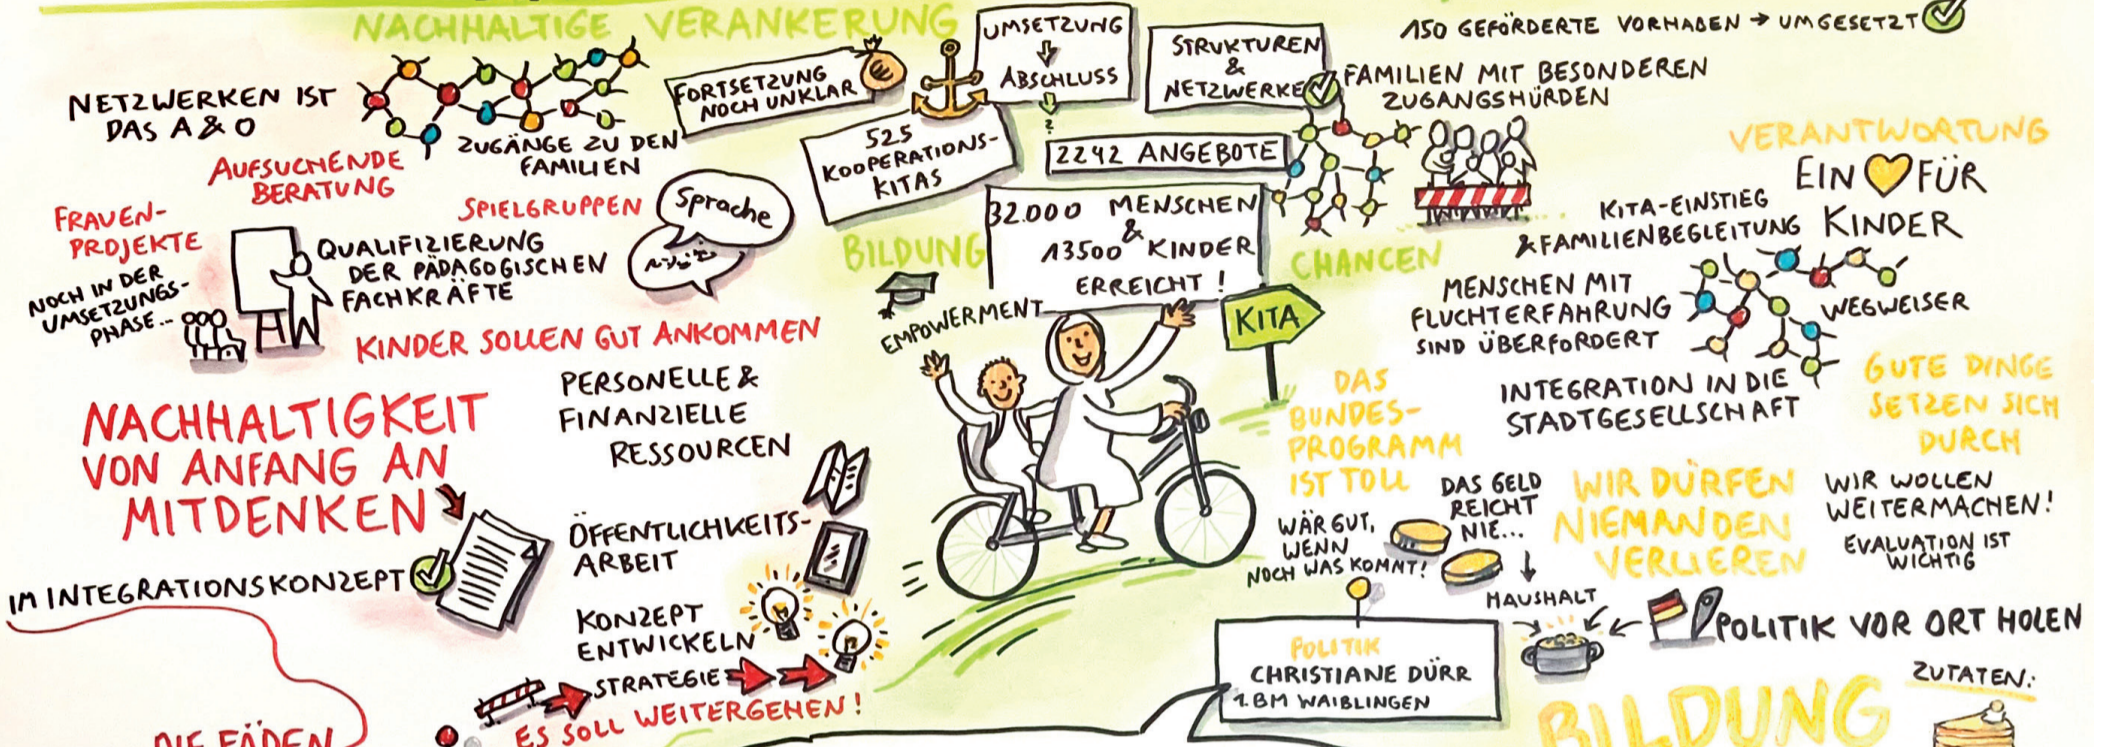 NACHHALTIGE VERANKERUNG
NETZWERKEN IST
DAS A & O
ZUGÄNGE ZU DEN
FAMILIEN
AUFSUCHENDE
BERATUNG
FRAUEN-
PROJEKTE
NOCH IN DER
UMSETZUNGS-
PHASE...
SPIELGRUPPEN
Sprache
QUALIFIZIERUNG
DER PÄDAGOGISCHEN
FACHKRÄFTE
KINDER SOLLEN GUT ANKOMMEN
NACHHALTIGKEIT
VON ANFANG AN
MITDENKEN
IM INTEGRATIONSKONZEPT
PERSONELLE &
FINANZIELLE
RESSOURCEN
ÖFFENTLICHKEITS-
ARBEIT
KONZEPT
ENTWICKELN
STRATEGIE
ES SOLL WEITERGEHEN!
DIE FÄDEN
FORTSETZUNG
NOCH UNKLAR
€
UMSETZUNG
ABSCHLUSS
?
STRUKTUREN
&
NETZWERKE
525
KOOPERATIONS-
KITAS
2242 ANGEBOTE
32.000 MENSCHEN
&
13500 KINDER
ERREICHT!
BILDUNG
EMPOWERMENT
CHANCEN
KITA
150 GEFÖRDERTE VORHABEN → UMGESETZT
FAMILIEN MIT BESONDEREN
ZUGANGSHÜRDEN
VERANTWORTUNG
EIN FÜR
KINDER
KITA-EINSTIEG
& FAMILIENBEGLEITUNG
MENSCHEN MIT
FLUCHTERFAHRUNG
SIND ÜBERFORDERT
WEGWEISER
INTEGRATION IN DIE
STADTGESELLSCHAFT
GUTE DINGE
SETZEN SICH
DURCH
DAS
BUNDES-
PROGRAMM
IST TOLL
WÄR GUT,
WENN
NOCH WAS KOMMT!
DAS GELD
REICHT
NIE...
HAUSHALT
WIR DÜRFEN
NIEMANDEN
VERLIEREN
WIR WOLLEN
WEITERMACHEN!
EVALUATION IST
WICHTIG
POLITIK VOR ORT HOLEN
POLITIK
CHRISTIANE DÜRR
1. BM WAIBLINGEN
BILDUNG
ZUTATEN: